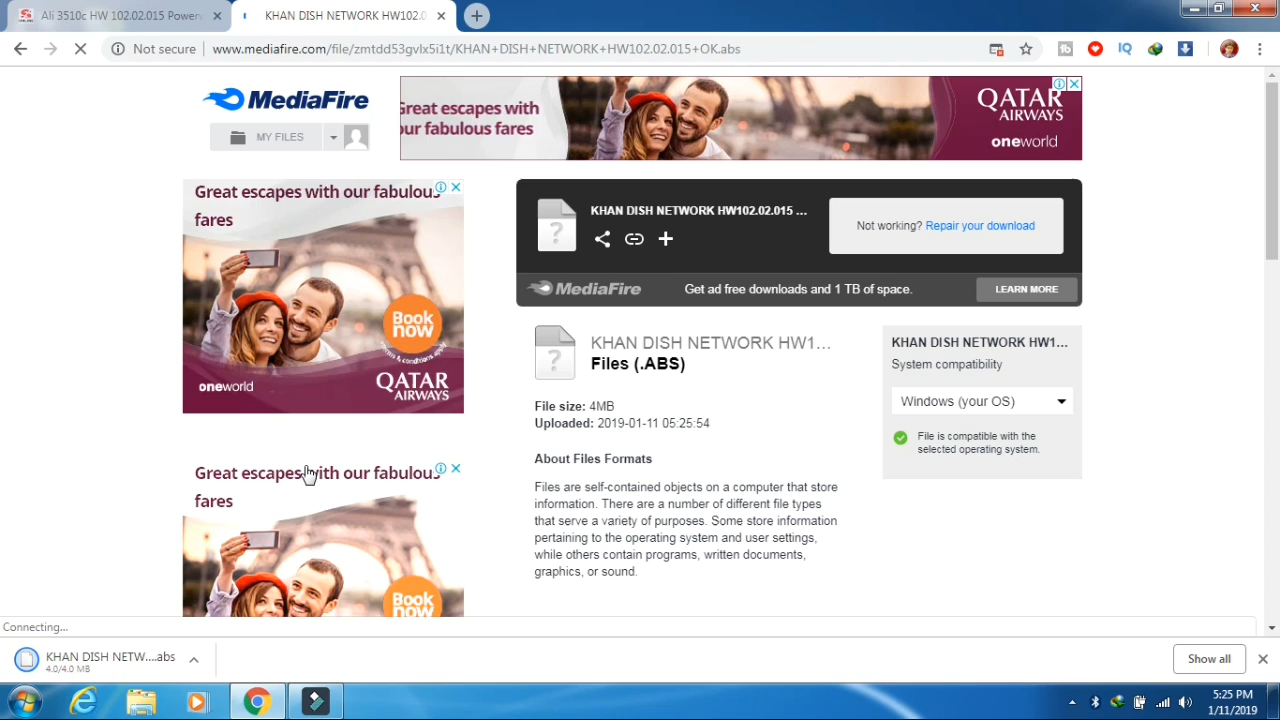 Ali 3510c HW 102.02.015 Power
KHAN DISH NETWORK HW102.0
Not secure
www.mediafire.com/file/zmtdd53gvlx5i1t/KHAN+DISH+NETWORK+HW102.02.015+OK.abs
IQ
MediaFire
MY FILES
Great escapes with
our fabulous fares
QATAR
AIRWAYS
oneworld
Great escapes with our fabulous
fares
Book
now
terms & conditions apply
oneworld
QATAR
AIRWAYS
Great escapes with our fabulous
fares
Book
now
KHAN DISH NETWORK HW102.02.015 ...
Not working? Repair your download
MediaFire
Get ad free downloads and 1 TB of space.
LEARN MORE
KHAN DISH NETWORK HW1...
Files (.ABS)
File size: 4MB
Uploaded: 2019-01-11 05:25:54
About Files Formats
Files are self-contained objects on a computer that store
information. There are a number of different file types
that serve a variety of purposes. Some store information
pertaining to the operating system and user settings,
while others contain programs, written documents,
graphics, or sound.
KHAN DISH NETWORK HW1...
System compatibility
Windows (your OS)
File is compatible with the
selected operating system.
Connecting...
KHAN DISH NETW....abs
4.0/4.0 MB
Show all
5:25 PM
1/11/2019